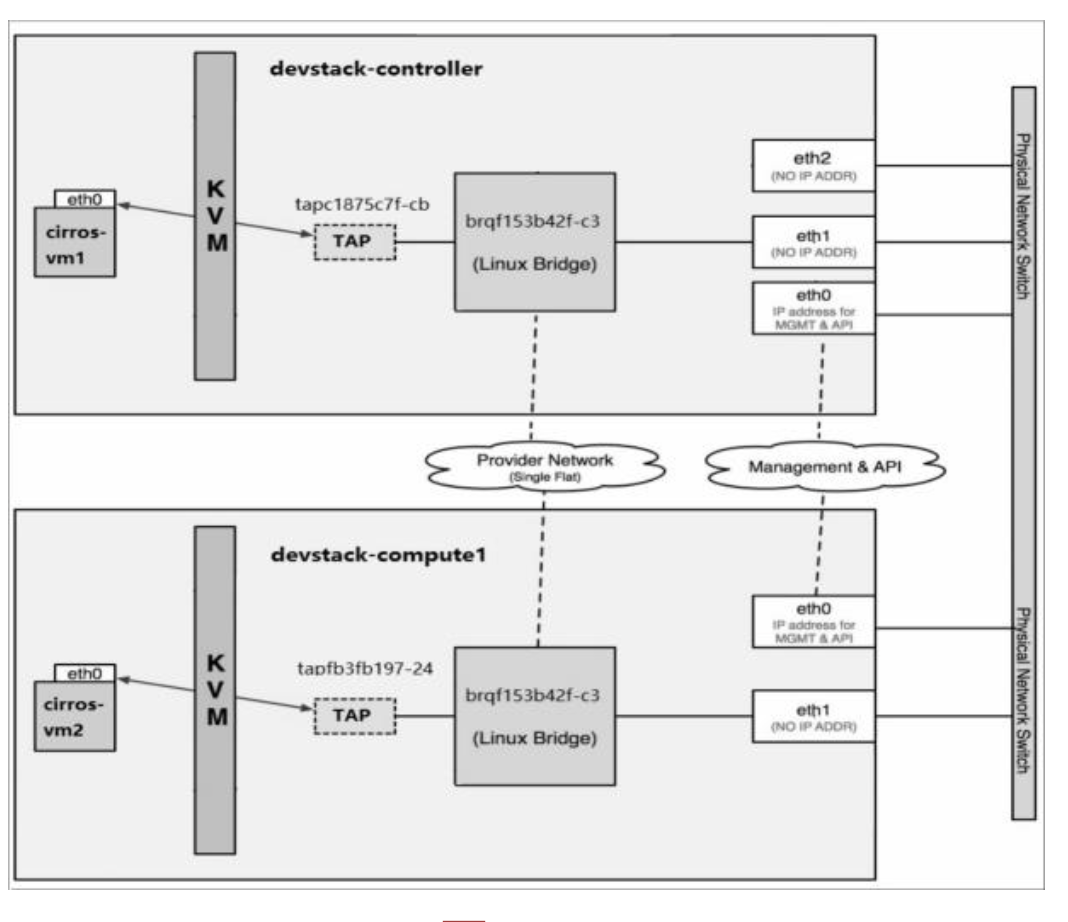 devstack-controller
eth2
(NO IP ADDR)
Physical Network Switch
K
V
M
eth0
cirros-
vm1
tapc1875c7f-cb
TAP
brqf153b42f-c3
(Linux Bridge)
eth1
(NO IP ADDR)
eth0
IP address for
MGMT & API
Provider Network
(Single Flat)
Management & API
devstack-compute1
eth0
IP address for
MGMT & API
Physical Network Switch
K
V
M
eth0
cirros-
vm2
tapfb3fb197-24
TAP
brqf153b42f-c3
(Linux Bridge)
eth1
(NO IP ADDR)